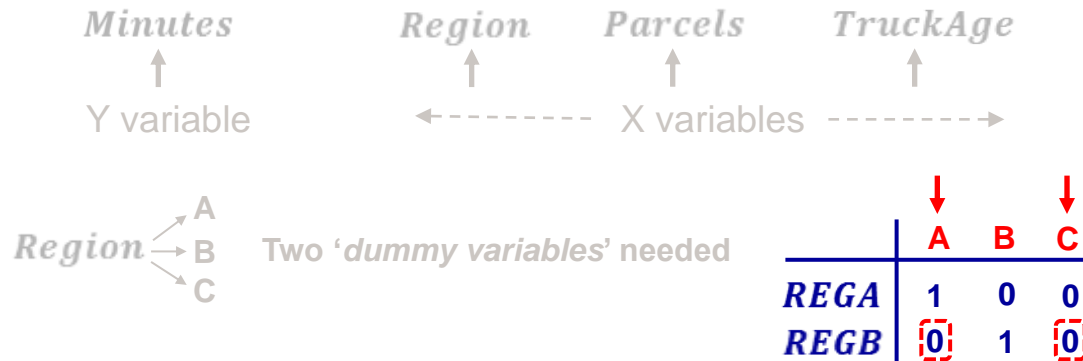 Minutes Region Parcels TruckAge
Y variable X variables
A
Region B Two ‘dummy variables’ needed
C
A B C
REGA 1 0 0
REGB 0 1 0